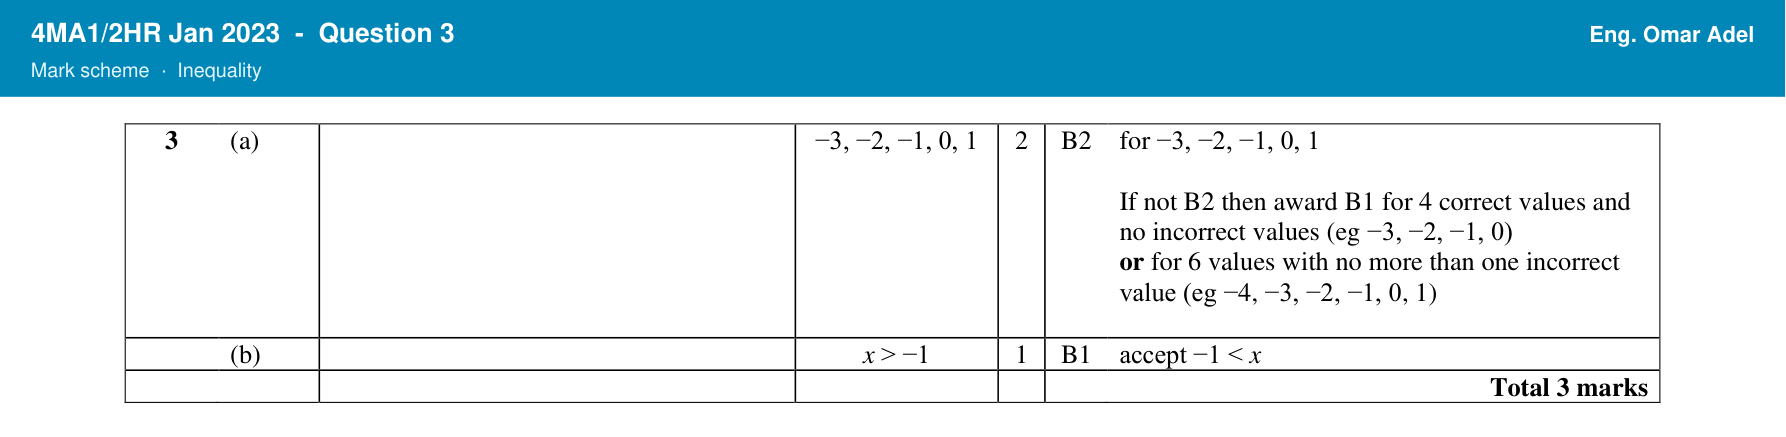 4MA1/2HR Jan 2023 - Question 3
Eng. Omar Adel
Mark scheme · Inequality
3 (a) −3, −2, −1, 0, 1 2 B2 for −3, −2, −1, 0, 1
If not B2 then award B1 for 4 correct values and
no incorrect values (eg −3, −2, −1, 0)
or for 6 values with no more than one incorrect
value (eg −4, −3, −2, −1, 0, 1)
(b) x > −1 1 B1 accept −1 < x
Total 3 marks